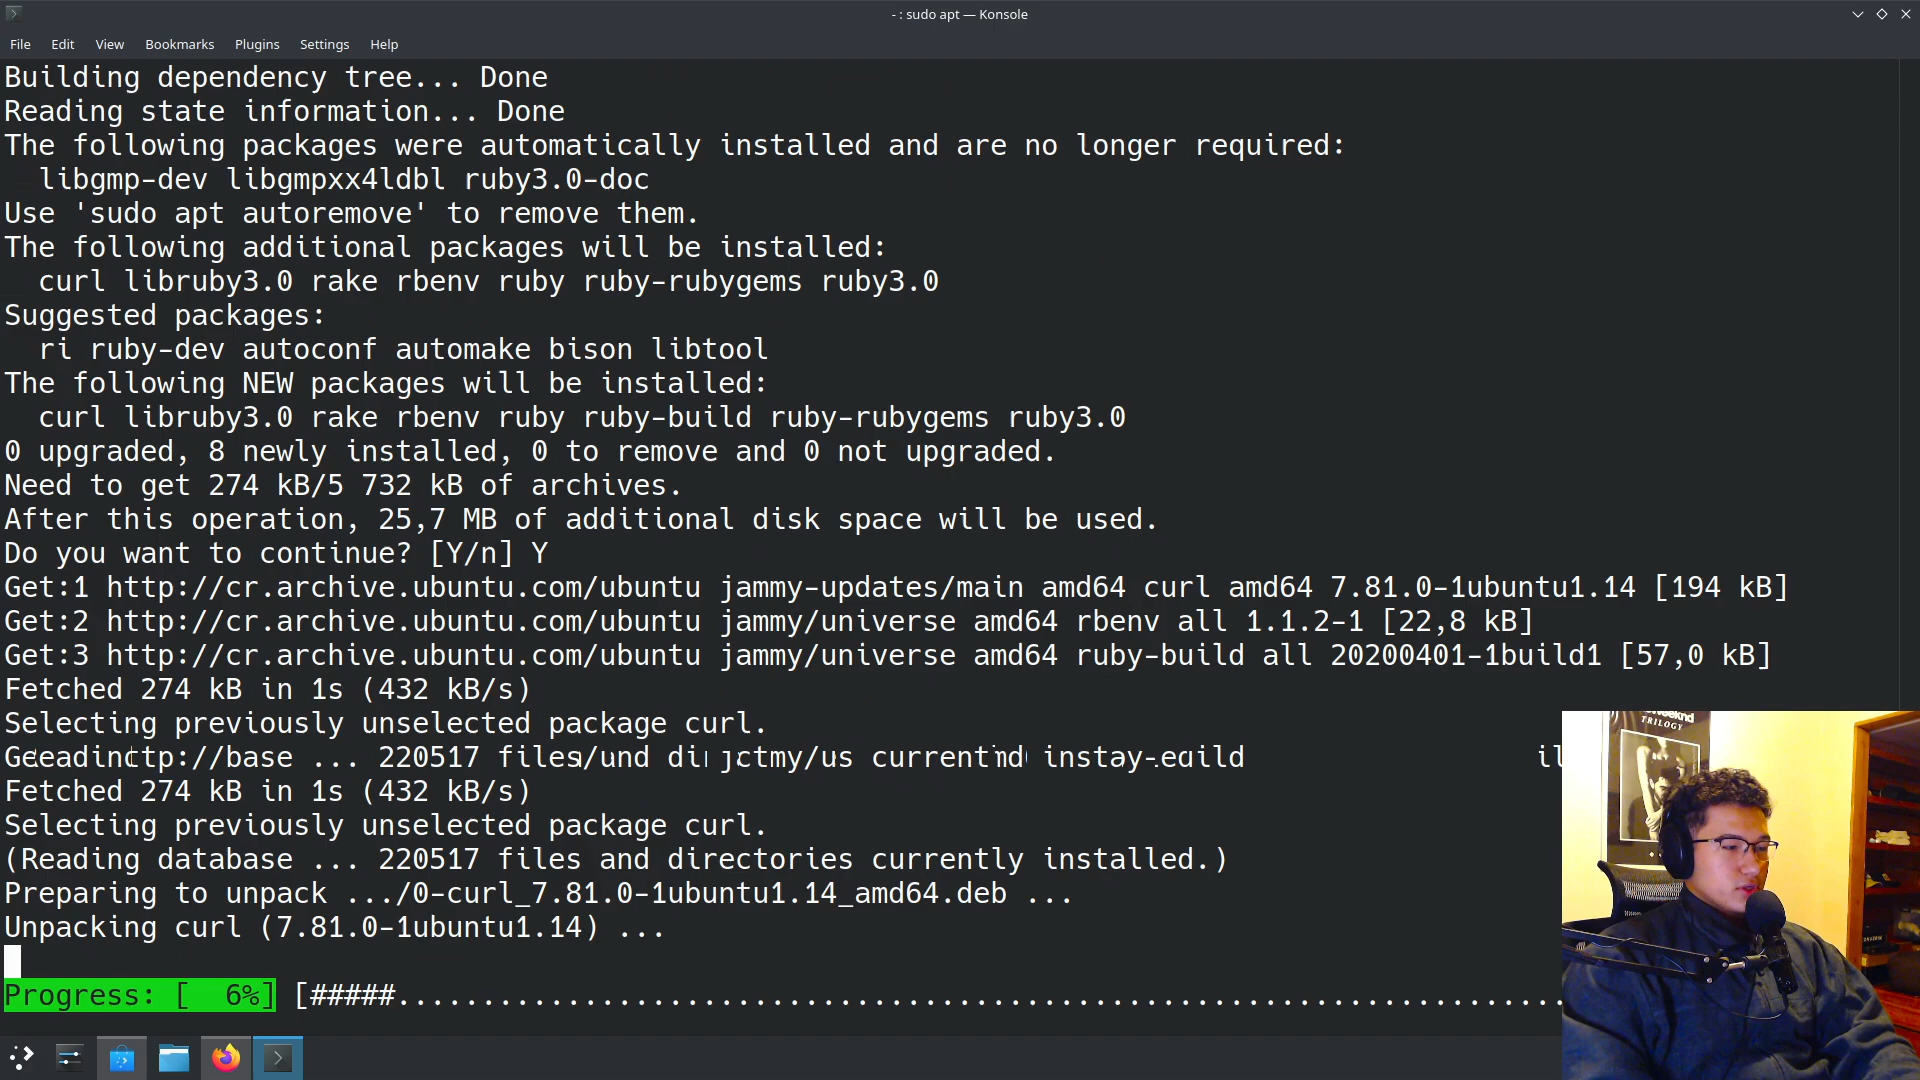 - : sudo apt — Konsole
File Edit View Bookmarks Plugins Settings Help
Building dependency tree... Done
Reading state information... Done
The following packages were automatically installed and are no longer required:
libgmp-dev libgmpxx4ldbl ruby3.0-doc
Use 'sudo apt autoremove' to remove them.
The following additional packages will be installed:
curl libruby3.0 rake rbenv ruby ruby-rubygems ruby3.0
Suggested packages:
ri ruby-dev autoconf automake bison libtool
The following NEW packages will be installed:
curl libruby3.0 rake rbenv ruby ruby-build ruby-rubygems ruby3.0
0 upgraded, 8 newly installed, 0 to remove and 0 not upgraded.
Need to get 274 kB/5 732 kB of archives.
After this operation, 25,7 MB of additional disk space will be used.
Do you want to continue? [Y/n] Y
Get:1 http://cr.archive.ubuntu.com/ubuntu jammy-updates/main amd64 curl amd64 7.81.0-1ubuntu1.14 [194 kB]
Get:2 http://cr.archive.ubuntu.com/ubuntu jammy/universe amd64 rbenv all 1.1.2-1 [22,8 kB]
Get:3 http://cr.archive.ubuntu.com/ubuntu jammy/universe amd64 ruby-build all 20200401-1build1 [57,0 kB]
Fetched 274 kB in 1s (432 kB/s)
Selecting previously unselected package curl.
... 220517
Fetched 274 kB in 1s (432 kB/s)
Selecting previously unselected package curl.
(Reading database ... 220517 files and directories currently installed.)
Preparing to unpack .../0-curl_7.81.0-1ubuntu1.14_amd64.deb ...
Unpacking curl (7.81.0-1ubuntu1.14) ...
Progress: [  6%] [#####..................................................................
TRILOGY